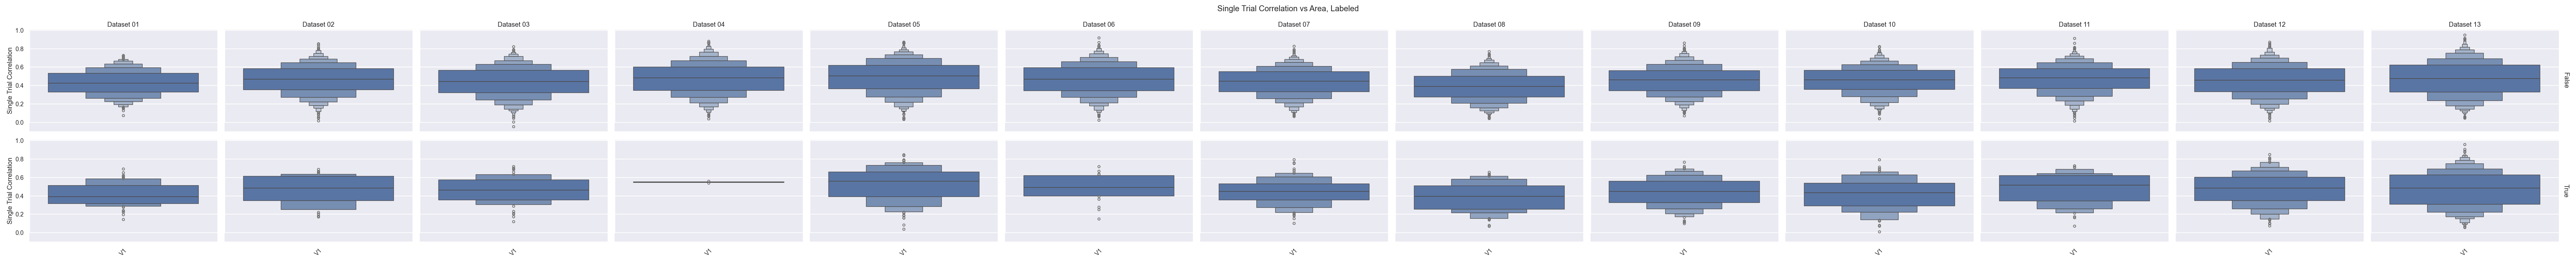 Single Trial Correlation vs Area, Labeled
Dataset 01 Dataset 02 Dataset 03 Dataset 04 Dataset 05 Dataset 06 Dataset 07 Dataset 08 Dataset 09 Dataset 10 Dataset 11 Dataset 12 Dataset 13
Single Trial Correlation
1.0
0.8
0.6
0.4
0.2
0.0
False
Single Trial Correlation
1.0
0.8
0.6
0.4
0.2
0.0
True
V1 V1 V1 V1 V1 V1 V1 V1 V1 V1 V1 V1 V1